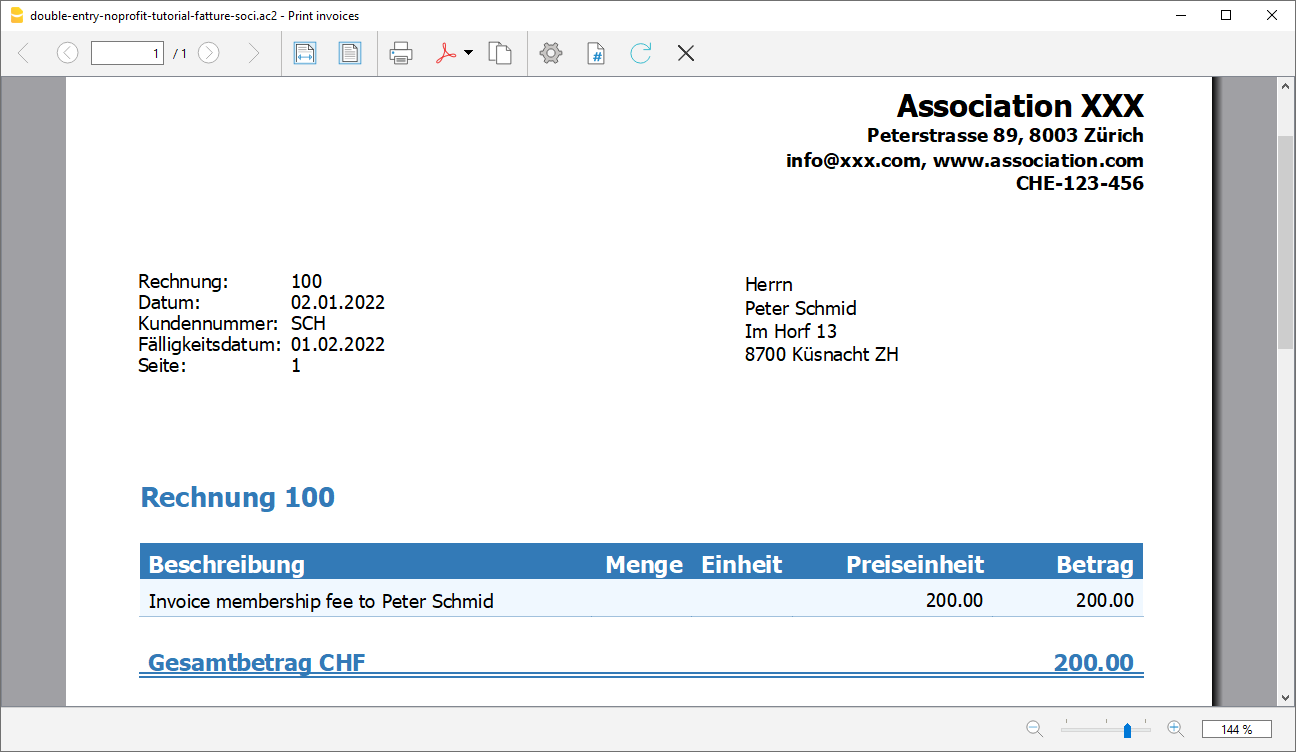 double-entry-noprofit-tutorial-fatture-soci.ac2 - Print invoices
1 / 1
Association XXX
Peterstrasse 89, 8003 Zürich
info@xxx.com, www.association.com
CHE-123-456
Rechnung: 100
Datum: 02.01.2022
Kundennummer: SCH
Fälligkeitsdatum: 01.02.2022
Seite: 1
Herrn
Peter Schmid
Im Horf 13
8700 Küsnacht ZH
Rechnung 100
Beschreibung Menge Einheit Preiseinheit Betrag
Invoice membership fee to Peter Schmid 200.00 200.00
Gesamtbetrag CHF 200.00
144 %